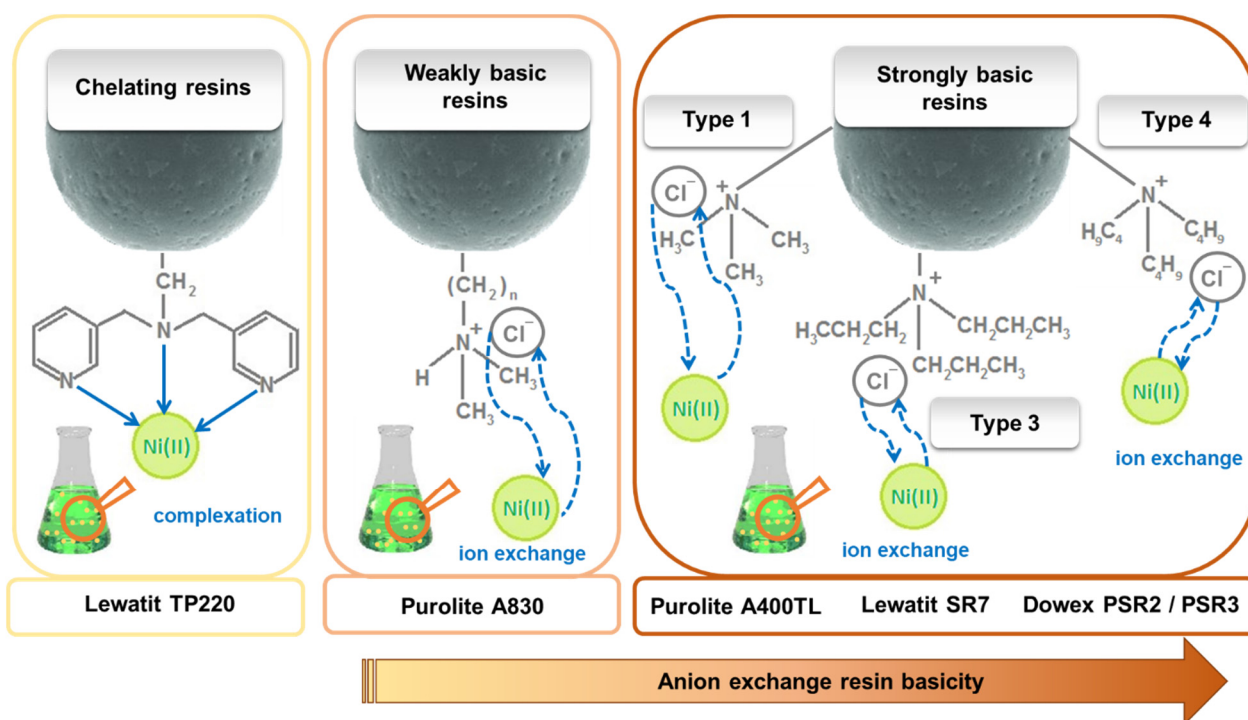 Chelating resins
CH₂
N
N
N
Ni(II)
complexation
Lewatit TP220
Weakly basic
resins
(CH₂)ₙ
N⁺
Cl⁻
H
CH₃
CH₃
Ni(II)
ion exchange
Purolite A830
Strongly basic
resins
Type 1
Cl⁻
N⁺
H₃C
CH₃
CH₃
Ni(II)
N⁺
H₃CCH₂CH₂
CH₂CH₂CH₃
CH₂CH₂CH₃
Cl⁻
Type 3
Ni(II)
ion exchange
Type 4
N⁺
H₉C₄
C₄H₉
C₄H₉
Cl⁻
Ni(II)
ion exchange
Purolite A400TL
Lewatit SR7
Dowex PSR2 / PSR3
Anion exchange resin basicity